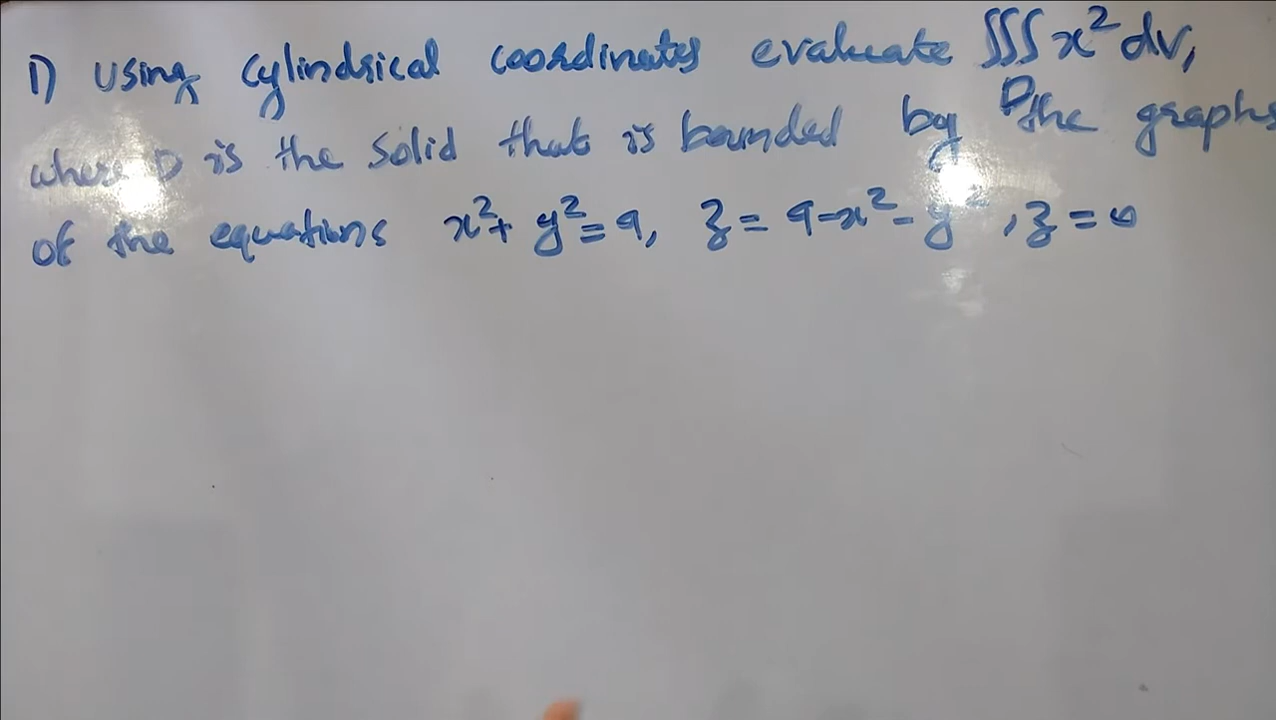 1) Using cylindrical coordinates evaluate ∭ x² dv,
D
where D is the solid that is bounded by the graphs
of the equations x² + y² = 9, z = 9 - x² - y², z = 0